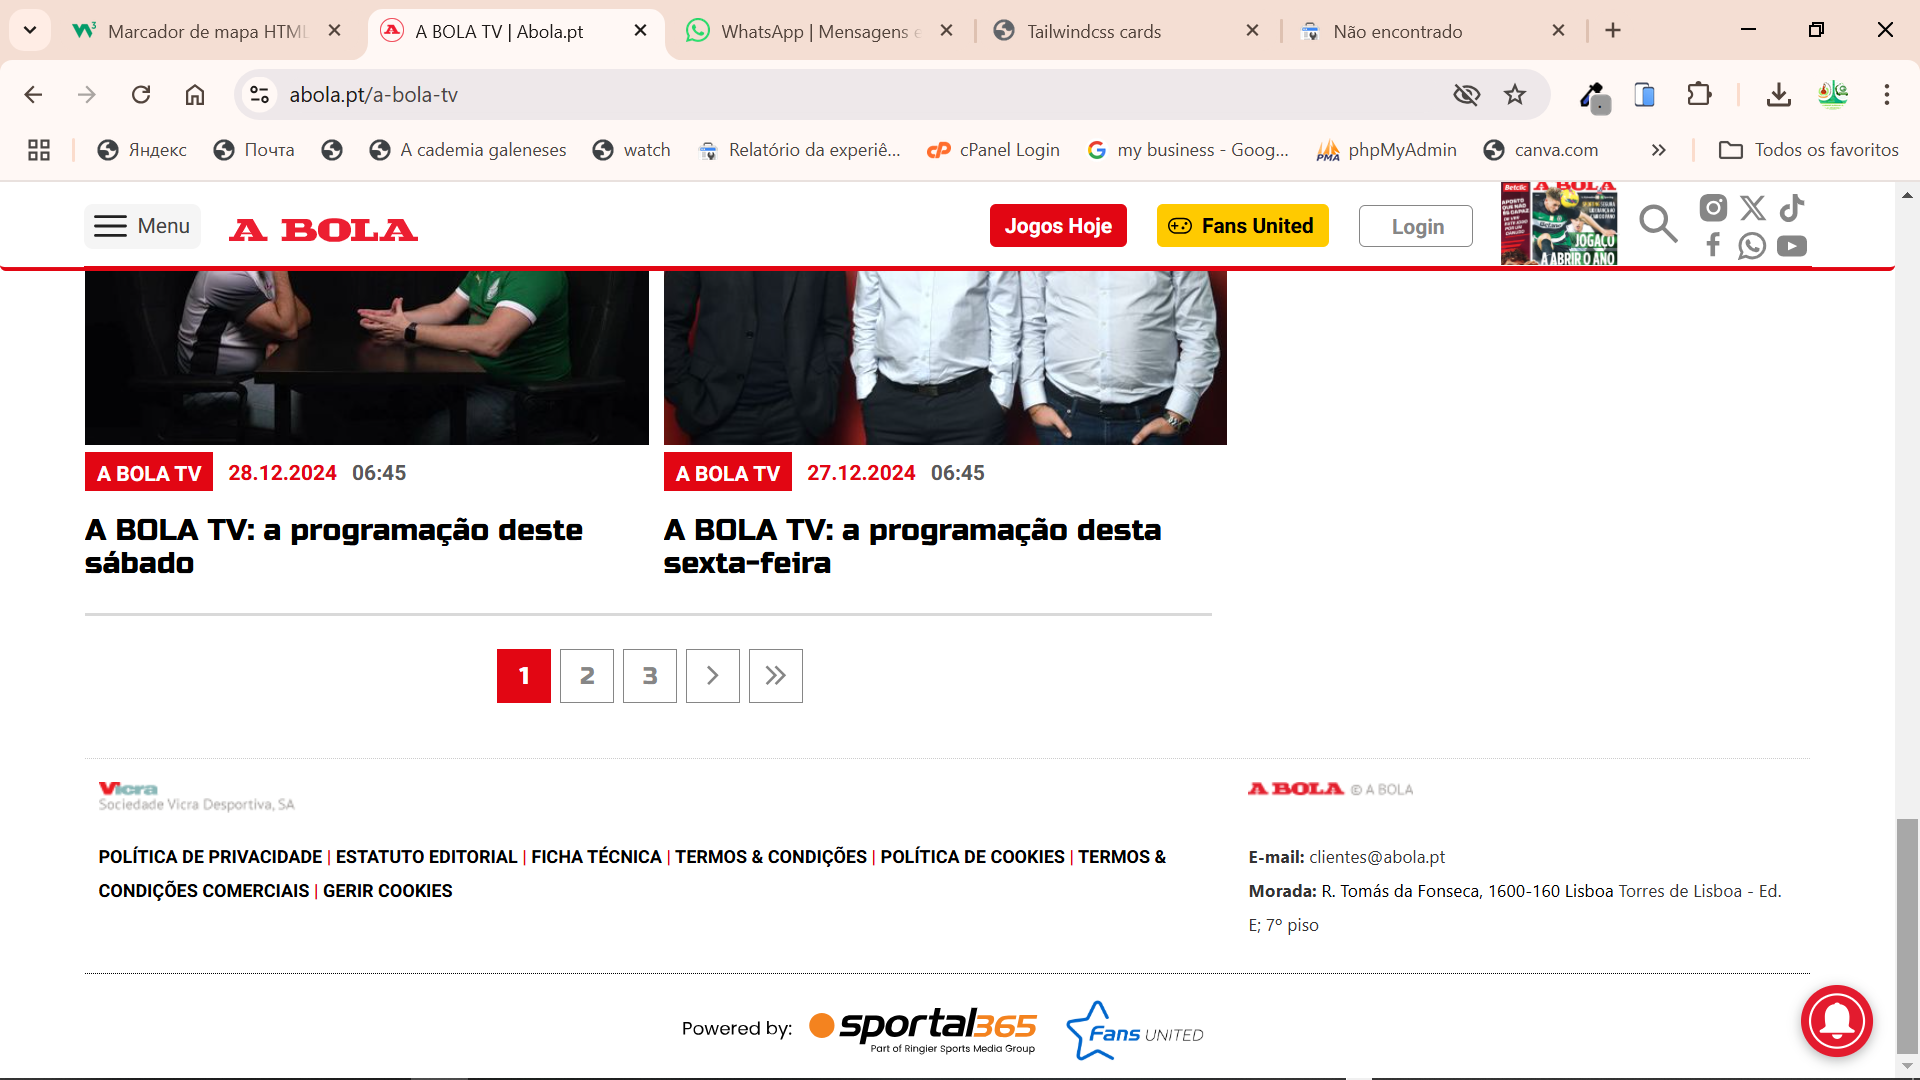 Marcador de mapa HTML
A BOLA TV | Abola.pt
WhatsApp | Mensagens e
Tailwindcss cards
Não encontrado
abola.pt/a-bola-tv
Яндекс
Почта
A cademia galeneses
watch
Relatório da experiê...
cPanel Login
my business - Goog...
phpMyAdmin
canva.com
Todos os favoritos
Menu
A BOLA
Jogos Hoje
Fans United
Login
Betclic
A BOLA
JOGAÇO
A ABRIR O ANO
A BOLA TV 28.12.2024 06:45
A BOLA TV: a programação deste
sábado
A BOLA TV 27.12.2024 06:45
A BOLA TV: a programação desta
sexta-feira
1 2 3
Vicra
Sociedade Vicra Desportiva, SA
POLÍTICA DE PRIVACIDADE | ESTATUTO EDITORIAL | FICHA TÉCNICA | TERMOS & CONDIÇÕES | POLÍTICA DE COOKIES | TERMOS &
CONDIÇÕES COMERCIAIS | GERIR COOKIES
A BOLA © A BOLA
E-mail: clientes@abola.pt
Morada: R. Tomás da Fonseca, 1600-160 Lisboa Torres de Lisboa - Ed.
E; 7º piso
Powered by:
sportal365
Part of Ringier Sports Media Group
Fans UNITED